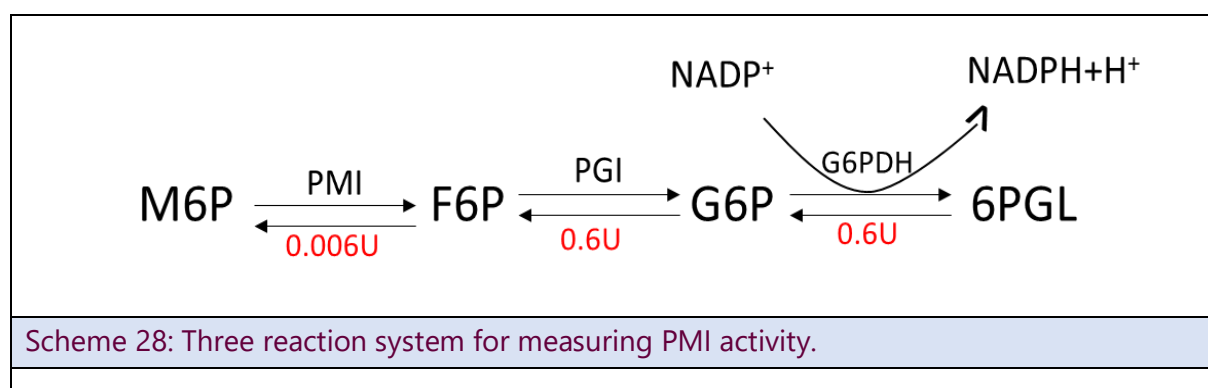 NADP⁺ NADPH+H⁺
PMI PGI G6PDH
M6P F6P G6P 6PGL
0.006U 0.6U 0.6U
Scheme 28: Three reaction system for measuring PMI activity.